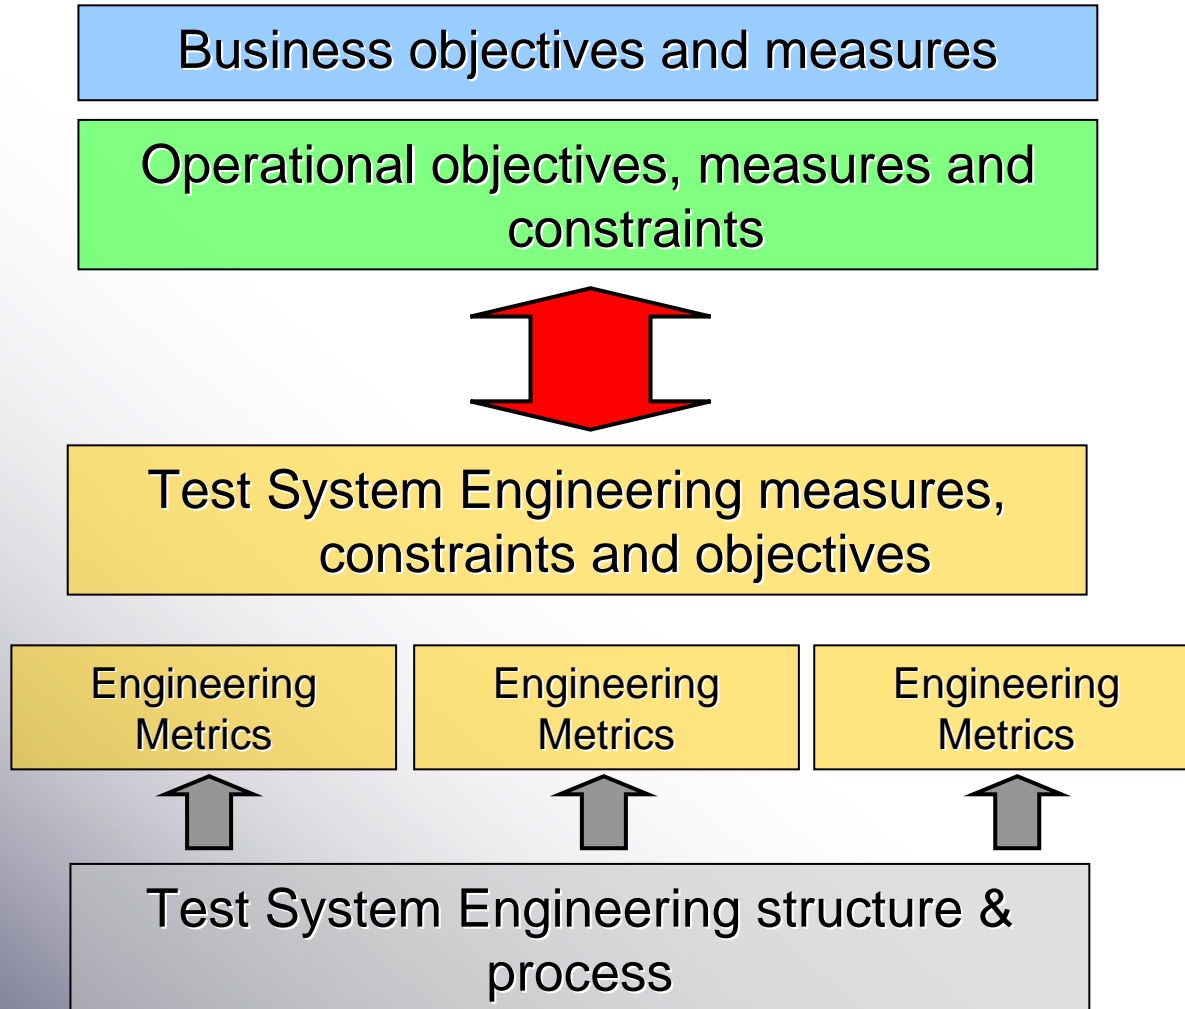 Business objectives and measures
Operational objectives, measures and
constraints
Test System Engineering measures,
constraints and objectives
Engineering
Metrics
Engineering
Metrics
Engineering
Metrics
Test System Engineering structure &
process